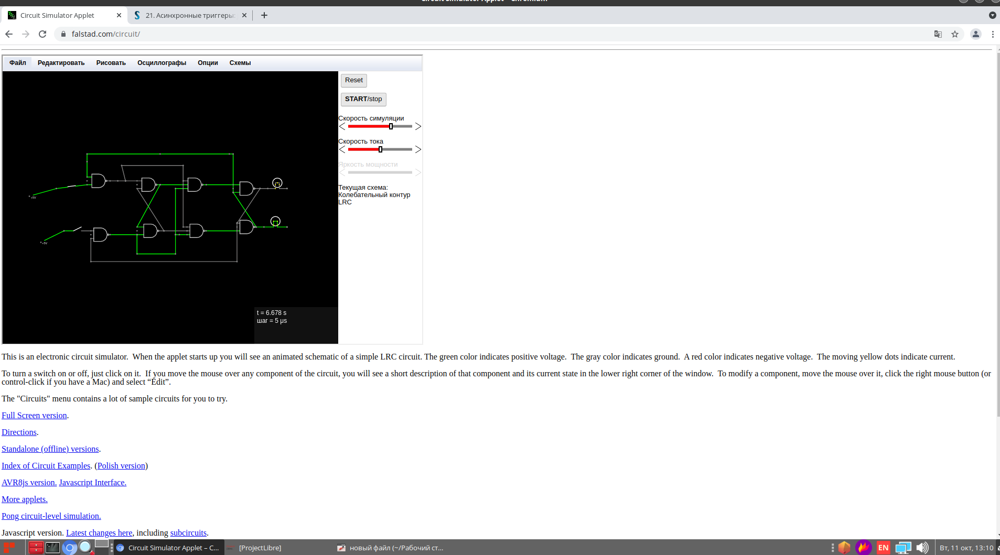 Circuit Simulator Applet – Chromium
Circuit Simulator Applet
21. Асинхронные триггеры:
falstad.com/circuit/
Файл Редактировать Рисовать Осциллографы Опции Схемы
Reset
START/stop
Скорость симуляции
Скорость тока
Яркость мощности
Текущая схема:
Колебательный контур
LRC
+5V
+5V
t = 6.678 s
шаг = 5 μs
This is an electronic circuit simulator.  When the applet starts up you will see an animated schematic of a simple LRC circuit. The green color indicates positive voltage.  The gray color indicates ground.  A red color indicates negative voltage.  The moving yellow dots indicate current.
To turn a switch on or off, just click on it.  If you move the mouse over any component of the circuit, you will see a short description of that component and its current state in the lower right corner of the window.  To modify a component, move the mouse over it, click the right mouse button (or
control-click if you have a Mac) and select “Edit”.
The "Circuits" menu contains a lot of sample circuits for you to try.
Full Screen version.
Directions.
Standalone (offline) versions.
Index of Circuit Examples. (Polish version)
AVR8js version. Javascript Interface.
More applets.
Pong circuit-level simulation.
Javascript version. Latest changes here, including subcircuits.
Circuit Simulator Applet – C... [ProjectLibre] новый файл (~/Рабочий ст... EN Вт, 11 окт, 13:10